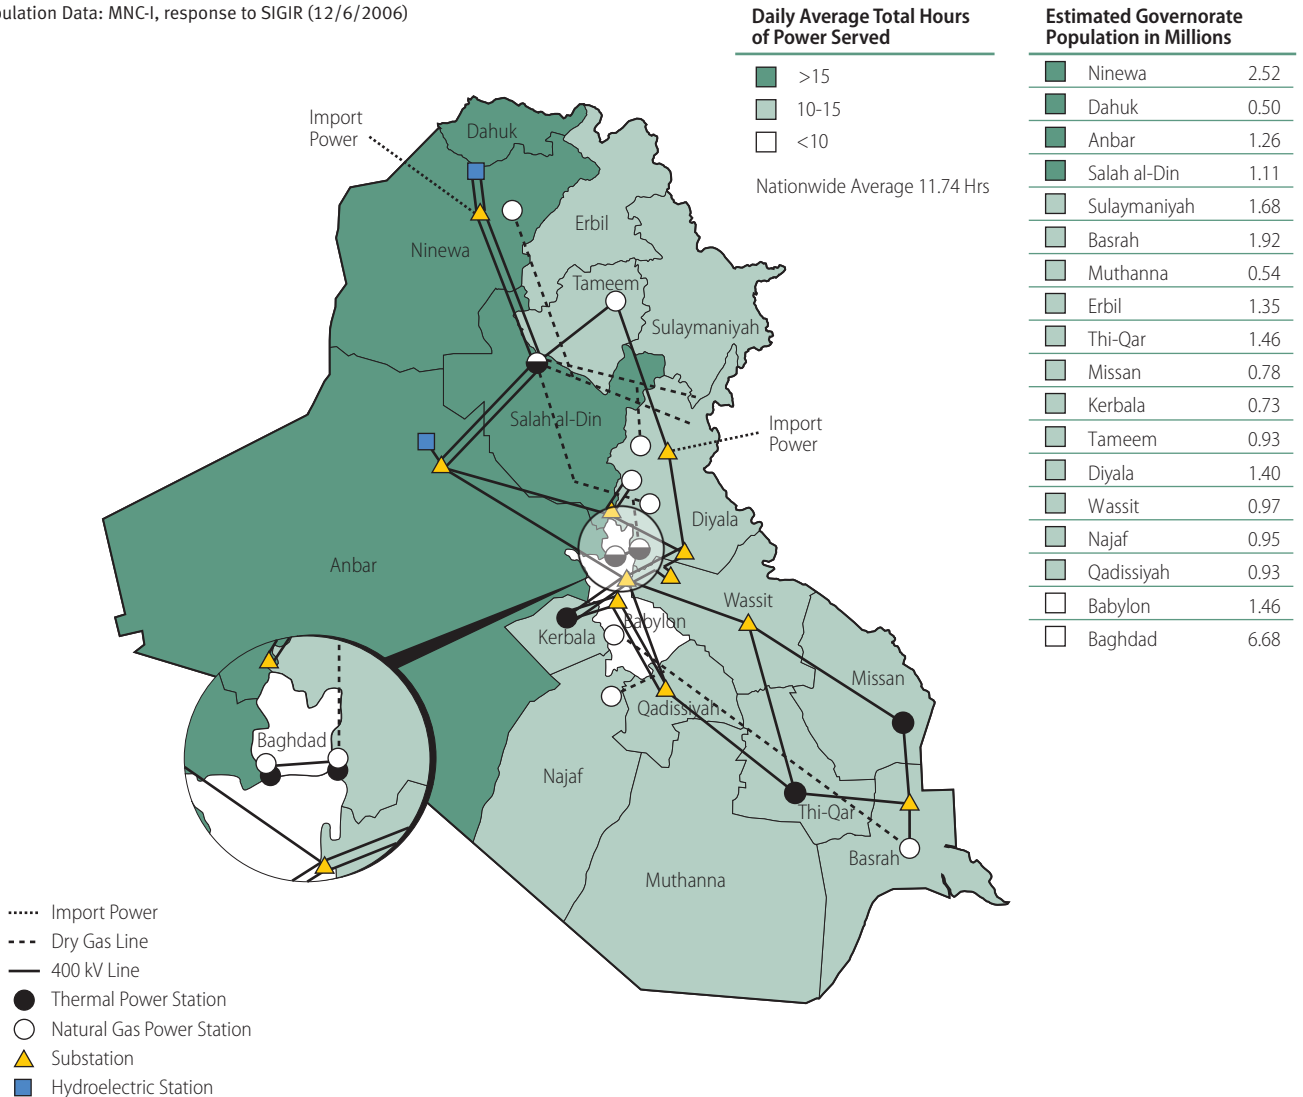 ulation Data: MNC-I, response to SIGIR (12/6/2006)
Daily Average Total Hours
of Power Served
>15
10-15
<10
Nationwide Average 11.74 Hrs
Estimated Governorate
Population in Millions
Ninewa 2.52
Dahuk 0.50
Anbar 1.26
Salah al-Din 1.11
Sulaymaniyah 1.68
Basrah 1.92
Muthanna 0.54
Erbil 1.35
Thi-Qar 1.46
Missan 0.78
Kerbala 0.73
Tameem 0.93
Diyala 1.40
Wassit 0.97
Najaf 0.95
Qadissiyah 0.93
Babylon 1.46
Baghdad 6.68
Import
Power
Dahuk
Erbil
Ninewa
Tameem
Sulaymaniyah
Salah al-Din
Import
Power
Diyala
Anbar
Wassit
Babylon
Kerbala
Missan
Qadissiyah
Baghdad
Najaf
Thi-Qar
Basrah
Muthanna
Import Power
Dry Gas Line
400 kV Line
Thermal Power Station
Natural Gas Power Station
Substation
Hydroelectric Station